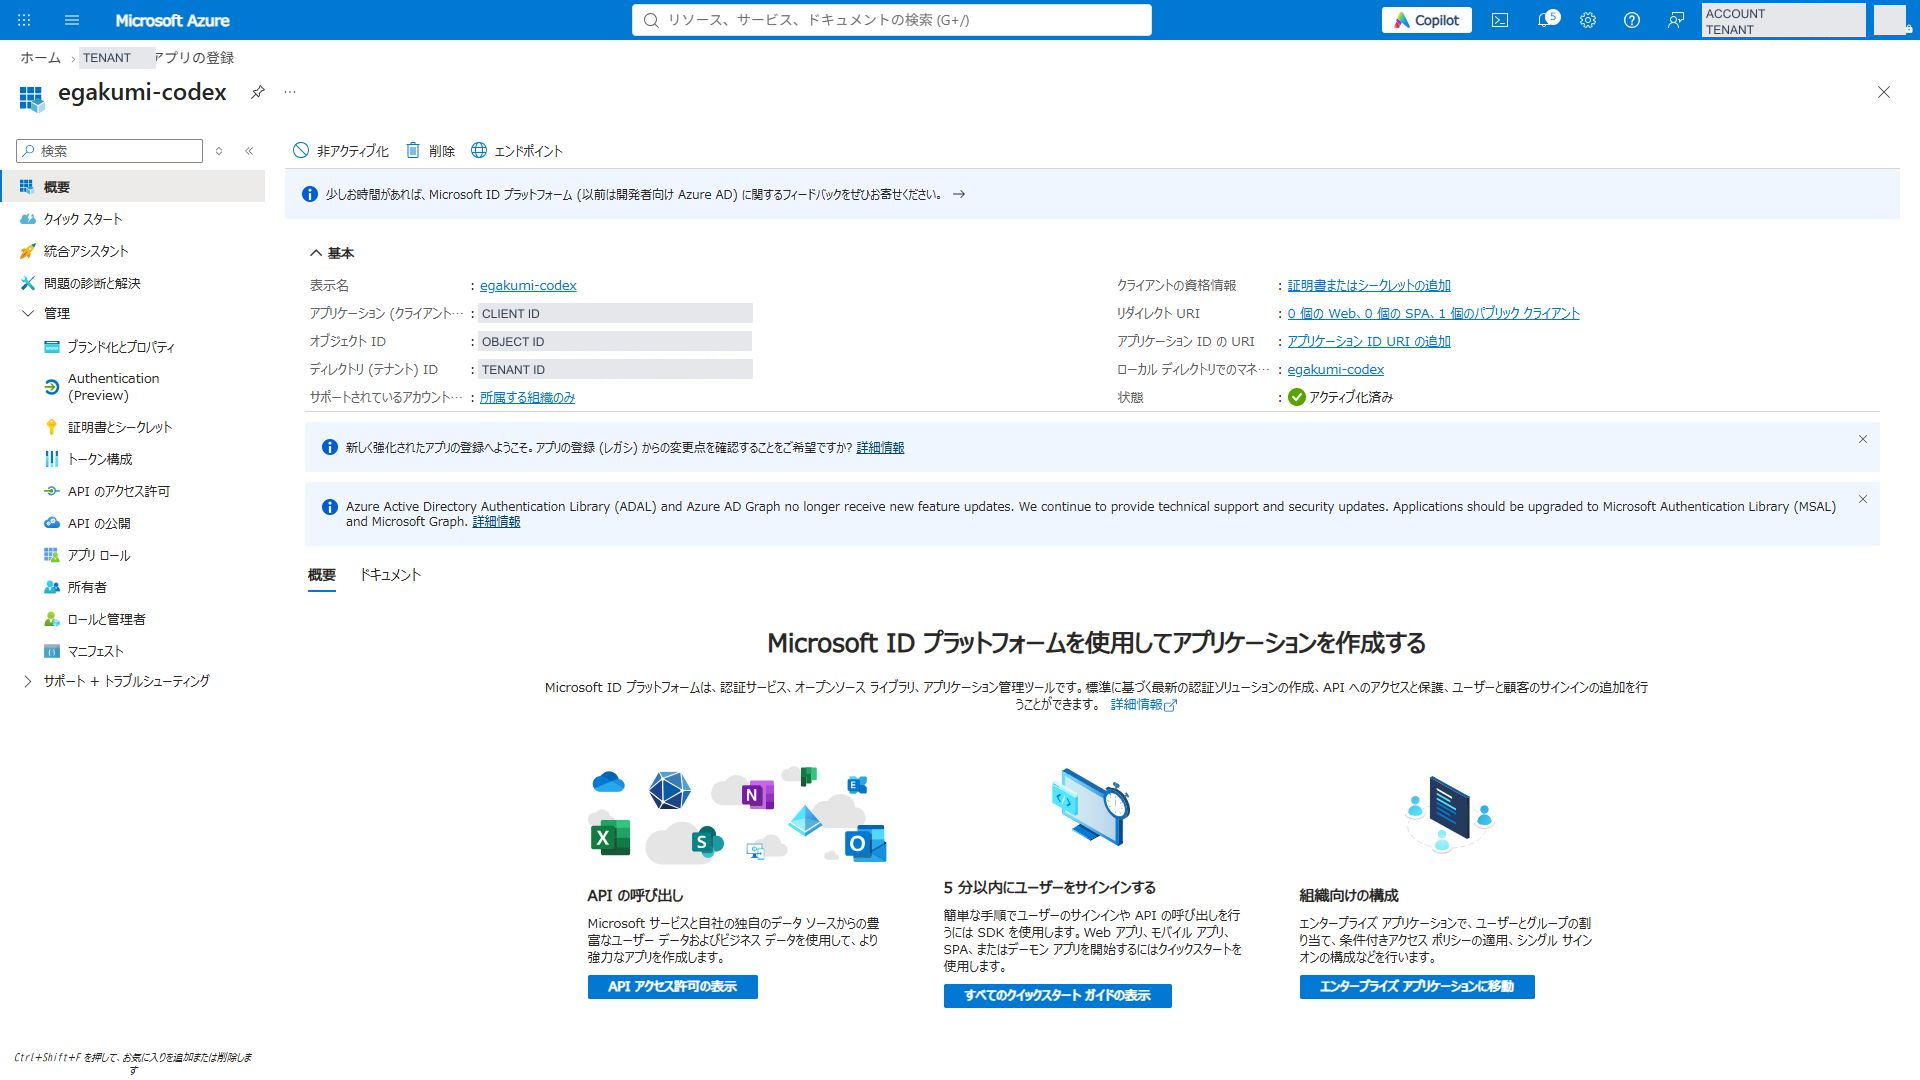 Microsoft Azure
リソース、サービス、ドキュメントの検索 (G+/)
Copilot
5
ACCOUNT
TENANT
ホーム
TENANT
アプリの登録
egakumi-codex
検索
非アクティブ化
削除
エンドポイント
概要
クイック スタート
統合アシスタント
問題の診断と解決
管理
ブランド化とプロパティ
Authentication
(Preview)
証明書とシークレット
トークン構成
API のアクセス許可
API の公開
アプリ ロール
所有者
ロールと管理者
マニフェスト
サポート + トラブルシューティング
Ctrl+Shift+F を押して、お気に入りを追加または削除しま
す
少しお時間があれば、Microsoft ID プラットフォーム (以前は開発者向け Azure AD) に関するフィードバックをぜひお寄せください。 →
基本
表示名 : egakumi-codex
アプリケーション (クライアント… : CLIENT ID
オブジェクト ID : OBJECT ID
ディレクトリ (テナント) ID : TENANT ID
サポートされているアカウント… : 所属する組織のみ
クライアントの資格情報 : 証明書またはシークレットの追加
リダイレクト URI : 0 個の Web、0 個の SPA、1 個のパブリック クライアント
アプリケーション ID の URI : アプリケーション ID URI の追加
ローカル ディレクトリでのマネ… : egakumi-codex
状態 : アクティブ化済み
新しく強化されたアプリの登録へようこそ。アプリの登録 (レガシ) からの変更点を確認することをご希望ですか? 詳細情報
Azure Active Directory Authentication Library (ADAL) and Azure AD Graph no longer receive new feature updates. We continue to provide technical support and security updates. Applications should be upgraded to Microsoft Authentication Library (MSAL)
and Microsoft Graph. 詳細情報
概要
ドキュメント
Microsoft ID プラットフォームを使用してアプリケーションを作成する
Microsoft ID プラットフォームは、認証サービス、オープンソース ライブラリ、アプリケーション管理ツールです。標準に基づく最新の認証ソリューションの作成、API へのアクセスと保護、ユーザーと顧客のサインインの追加を行
うことができます。 詳細情報
N
E
X
S
O
API の呼び出し
Microsoft サービスと自社の独自のデータ ソースからの豊
富なユーザー データおよびビジネス データを使用して、より
強力なアプリを作成します。
API アクセス許可の表示
5 分以内にユーザーをサインインする
簡単な手順でユーザーのサインインや API の呼び出しを行
うには SDK を使用します。Web アプリ、モバイル アプリ、
SPA、またはデーモン アプリを開始するにはクイックスタートを
使用します。
すべてのクイックスタート ガイドの表示
組織向けの構成
エンタープライズ アプリケーションで、ユーザーとグループの割
り当て、条件付きアクセス ポリシーの適用、シングル サイン
オンの構成などを行います。
エンタープライズ アプリケーションに移動